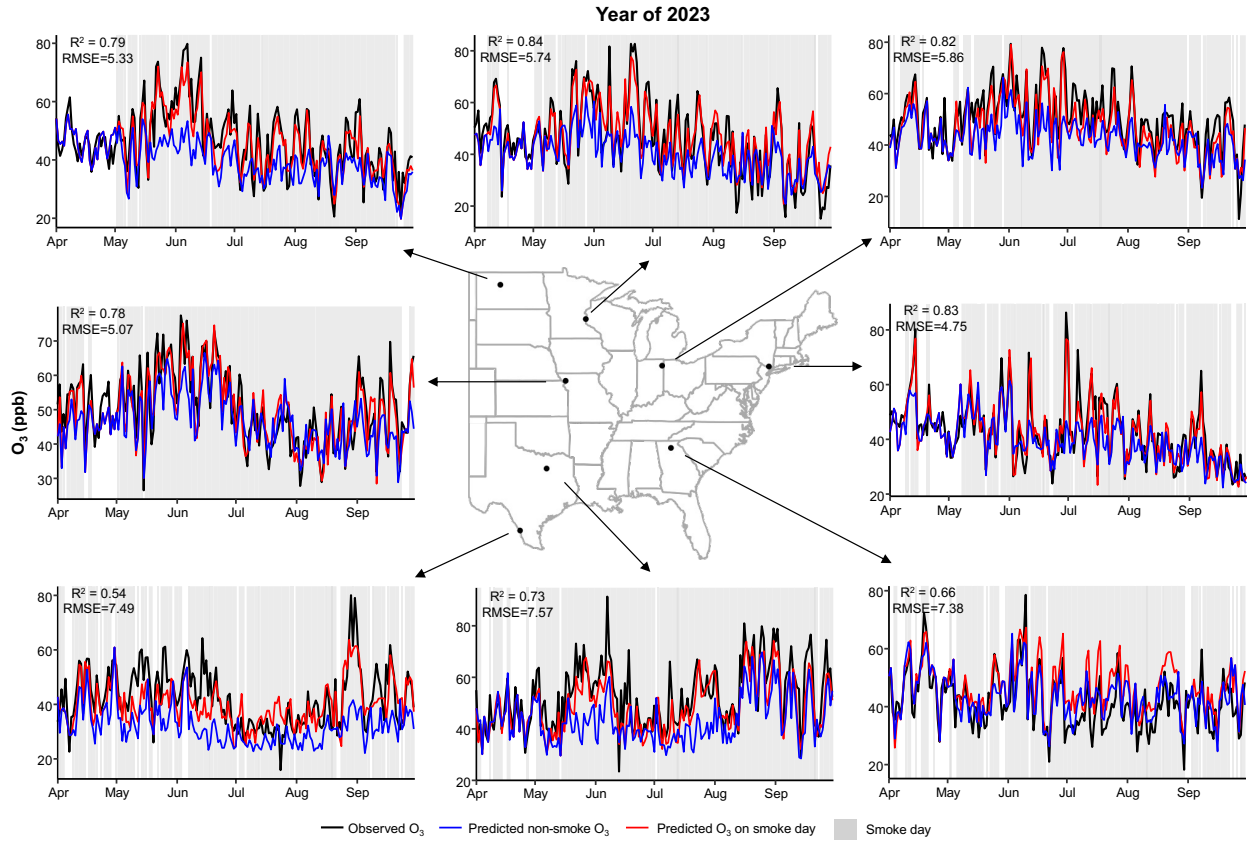 Year of 2023
R² = 0.79
RMSE=5.33
80
60
40
20
Apr May Jun Jul Aug Sep
R² = 0.84
RMSE=5.74
80
60
40
20
Apr May Jun Jul Aug Sep
R² = 0.82
RMSE=5.86
80
60
40
20
Apr May Jun Jul Aug Sep
O₃ (ppb)
R² = 0.78
RMSE=5.07
70
60
50
40
30
Apr May Jun Jul Aug Sep
R² = 0.83
RMSE=4.75
80
60
40
20
Apr May Jun Jul Aug Sep
R² = 0.54
RMSE=7.49
80
60
40
20
Apr May Jun Jul Aug Sep
R² = 0.73
RMSE=7.57
80
60
40
20
Apr May Jun Jul Aug Sep
R² = 0.66
RMSE=7.38
80
60
40
20
Apr May Jun Jul Aug Sep
Observed O₃ Predicted non-smoke O₃ Predicted O₃ on smoke day Smoke day